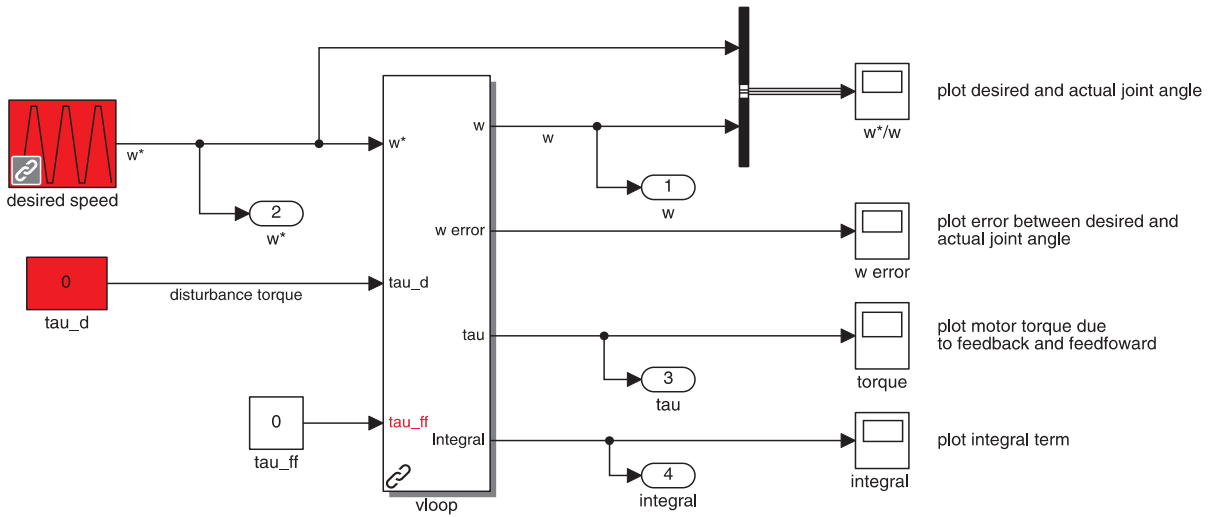 w*
desired speed
2
w*
0
tau_d
disturbance torque
0
tau_ff
w*
tau_d
tau_ff
w
w error
tau
Integral
vloop
w
1
w
3
tau
4
integral
w*/w
plot desired and actual joint angle
w error
plot error between desired and
actual joint angle
torque
plot motor torque due
to feedback and feedfoward
integral
plot integral term